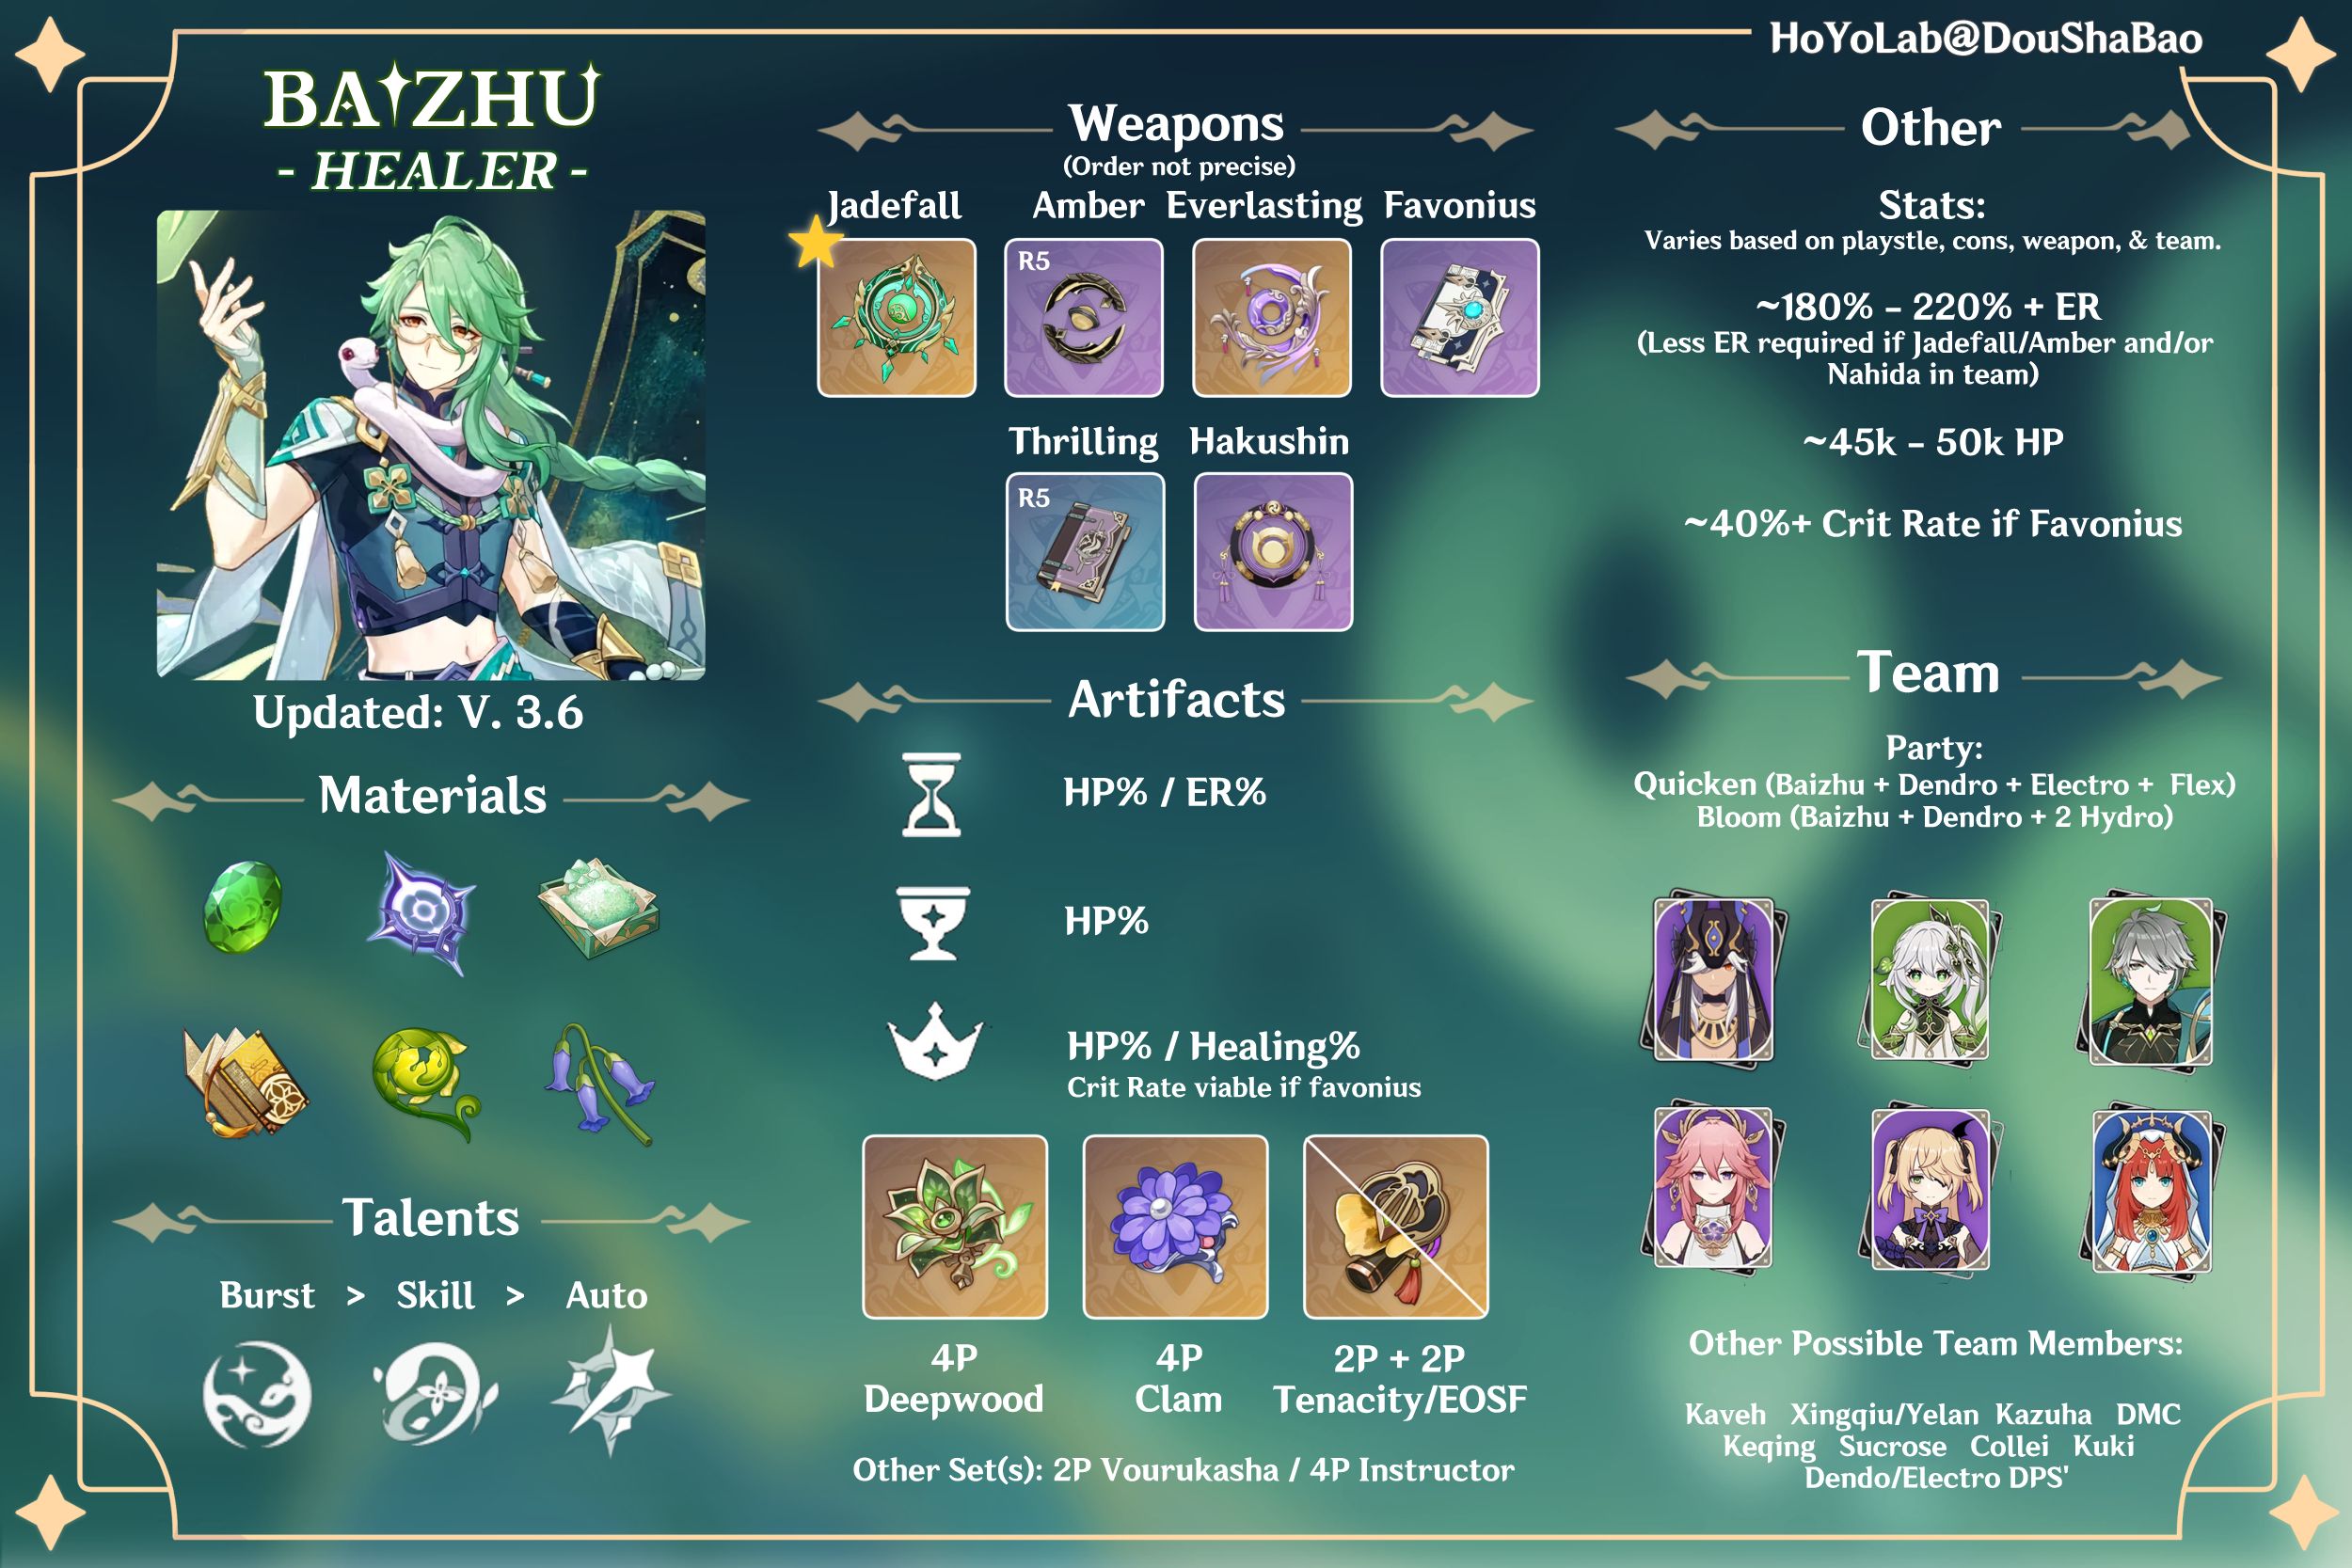 HoYoLab@DouShaBao
BAIZHU
- HEALER -
Updated: V. 3.6
Materials
Talents
Burst > Skill > Auto
Weapons
(Order not precise)
Jadefall Amber Everlasting Favonius
R5
Thrilling Hakushin
R5
Artifacts
HP% / ER%
HP%
HP% / Healing%
Crit Rate viable if favonius
4P 4P 2P + 2P
Deepwood Clam Tenacity/EOSF
Other Set(s): 2P Vourukasha / 4P Instructor
Other
Stats:
Varies based on playstle, cons, weapon, & team.
~180% - 220% + ER
(Less ER required if Jadefall/Amber and/or
Nahida in team)
~45k - 50k HP
~40%+ Crit Rate if Favonius
Team
Party:
Quicken (Baizhu + Dendro + Electro + Flex)
Bloom (Baizhu + Dendro + 2 Hydro)
Other Possible Team Members:
Kaveh Xingqiu/Yelan Kazuha DMC
Keqing Sucrose Collei Kuki
Dendo/Electro DPS'